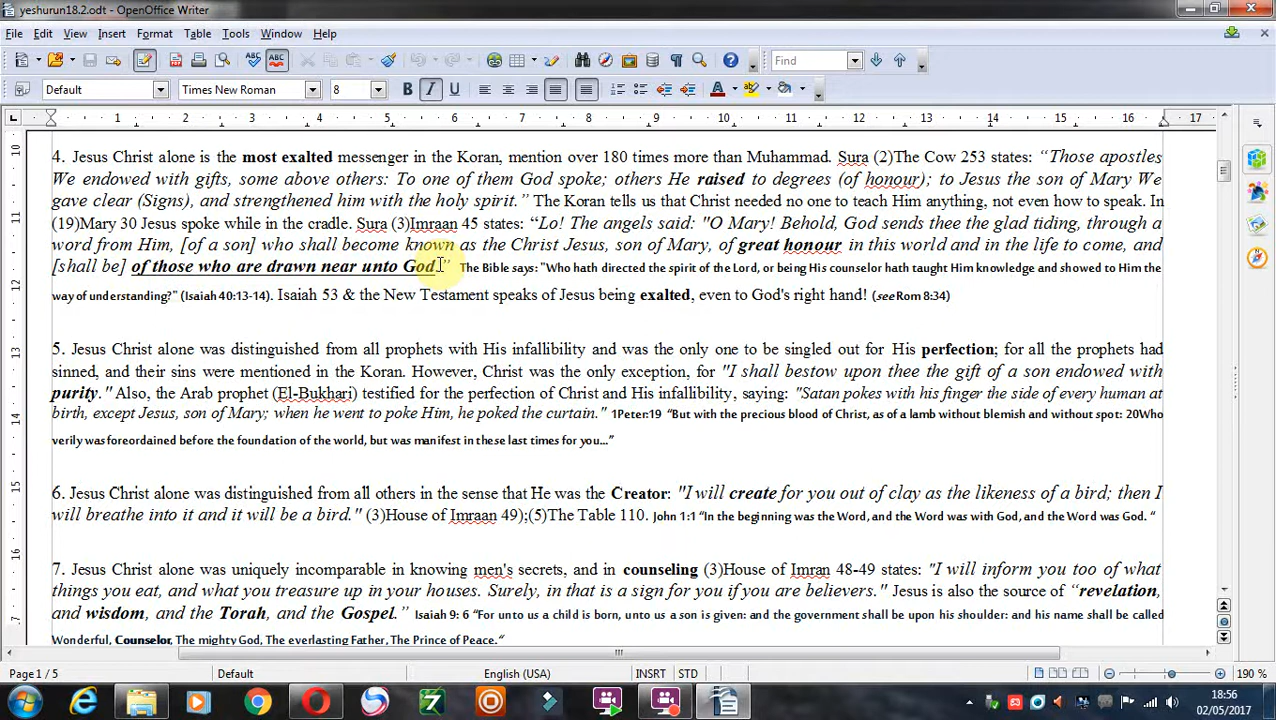 yeshurun18.2.odt - OpenOffice Writer
File Edit View Insert Format Table Tools Window Help
Find
Default Times New Roman 8
1 2 3 4 5 6 7 8 9 10 11 12 13 14 15 16 17
4. Jesus Christ alone is the most exalted messenger in the Koran, mention over 180 times more than Muhammad. Sura (2)The Cow 253 states: “Those apostles
We endowed with gifts, some above others: To one of them God spoke; others He raised to degrees (of honour); to Jesus the son of Mary We
gave clear (Signs), and strengthened him with the holy spirit.” The Koran tells us that Christ needed no one to teach Him anything, not even how to speak. In
(19)Mary 30 Jesus spoke while in the cradle. Sura (3)Imraan 45 states: “Lo! The angels said: "O Mary! Behold, God sends thee the glad tiding, through a
word from Him, [of a son] who shall become known as the Christ Jesus, son of Mary, of great honour in this world and in the life to come, and
[shall be] of those who are drawn near unto God.” The Bible says: "Who hath directed the spirit of the Lord, or being His counselor hath taught Him knowledge and showed to Him the
way of understanding?" (Isaiah 40:13-14). Isaiah 53 & the New Testament speaks of Jesus being exalted, even to God's right hand! (see Rom 8:34)
5. Jesus Christ alone was distinguished from all prophets with His infallibility and was the only one to be singled out for His perfection; for all the prophets had
sinned, and their sins were mentioned in the Koran. However, Christ was the only exception, for "I shall bestow upon thee the gift of a son endowed with
purity." Also, the Arab prophet (El-Bukhari) testified for the perfection of Christ and His infallibility, saying: "Satan pokes with his finger the side of every human at
birth, except Jesus, son of Mary; when he went to poke Him, he poked the curtain." 1Peter:19 “But with the precious blood of Christ, as of a lamb without blemish and without spot: 20Who
verily was foreordained before the foundation of the world, but was manifest in these last times for you...”
6. Jesus Christ alone was distinguished from all others in the sense that He was the Creator: "I will create for you out of clay as the likeness of a bird; then I
will breathe into it and it will be a bird." (3)House of Imraan 49);(5)The Table 110. John 1:1 “In the beginning was the Word, and the Word was with God, and the Word was God. “
7. Jesus Christ alone was uniquely incomparable in knowing men's secrets, and in counseling (3)House of Imran 48-49 states: "I will inform you too of what
things you eat, and what you treasure up in your houses. Surely, in that is a sign for you if you are believers." Jesus is also the source of “revelation,
and wisdom, and the Torah, and the Gospel.” Isaiah 9: 6 “For unto us a child is born, unto us a son is given: and the government shall be upon his shoulder: and his name shall be called
Wonderful, Counselor, The mighty God, The everlasting Father, The Prince of Peace.“
10
11
12
13
14
15
16
Page 1 / 5 Default English (USA) INSRT STD
18:56
02/05/2017